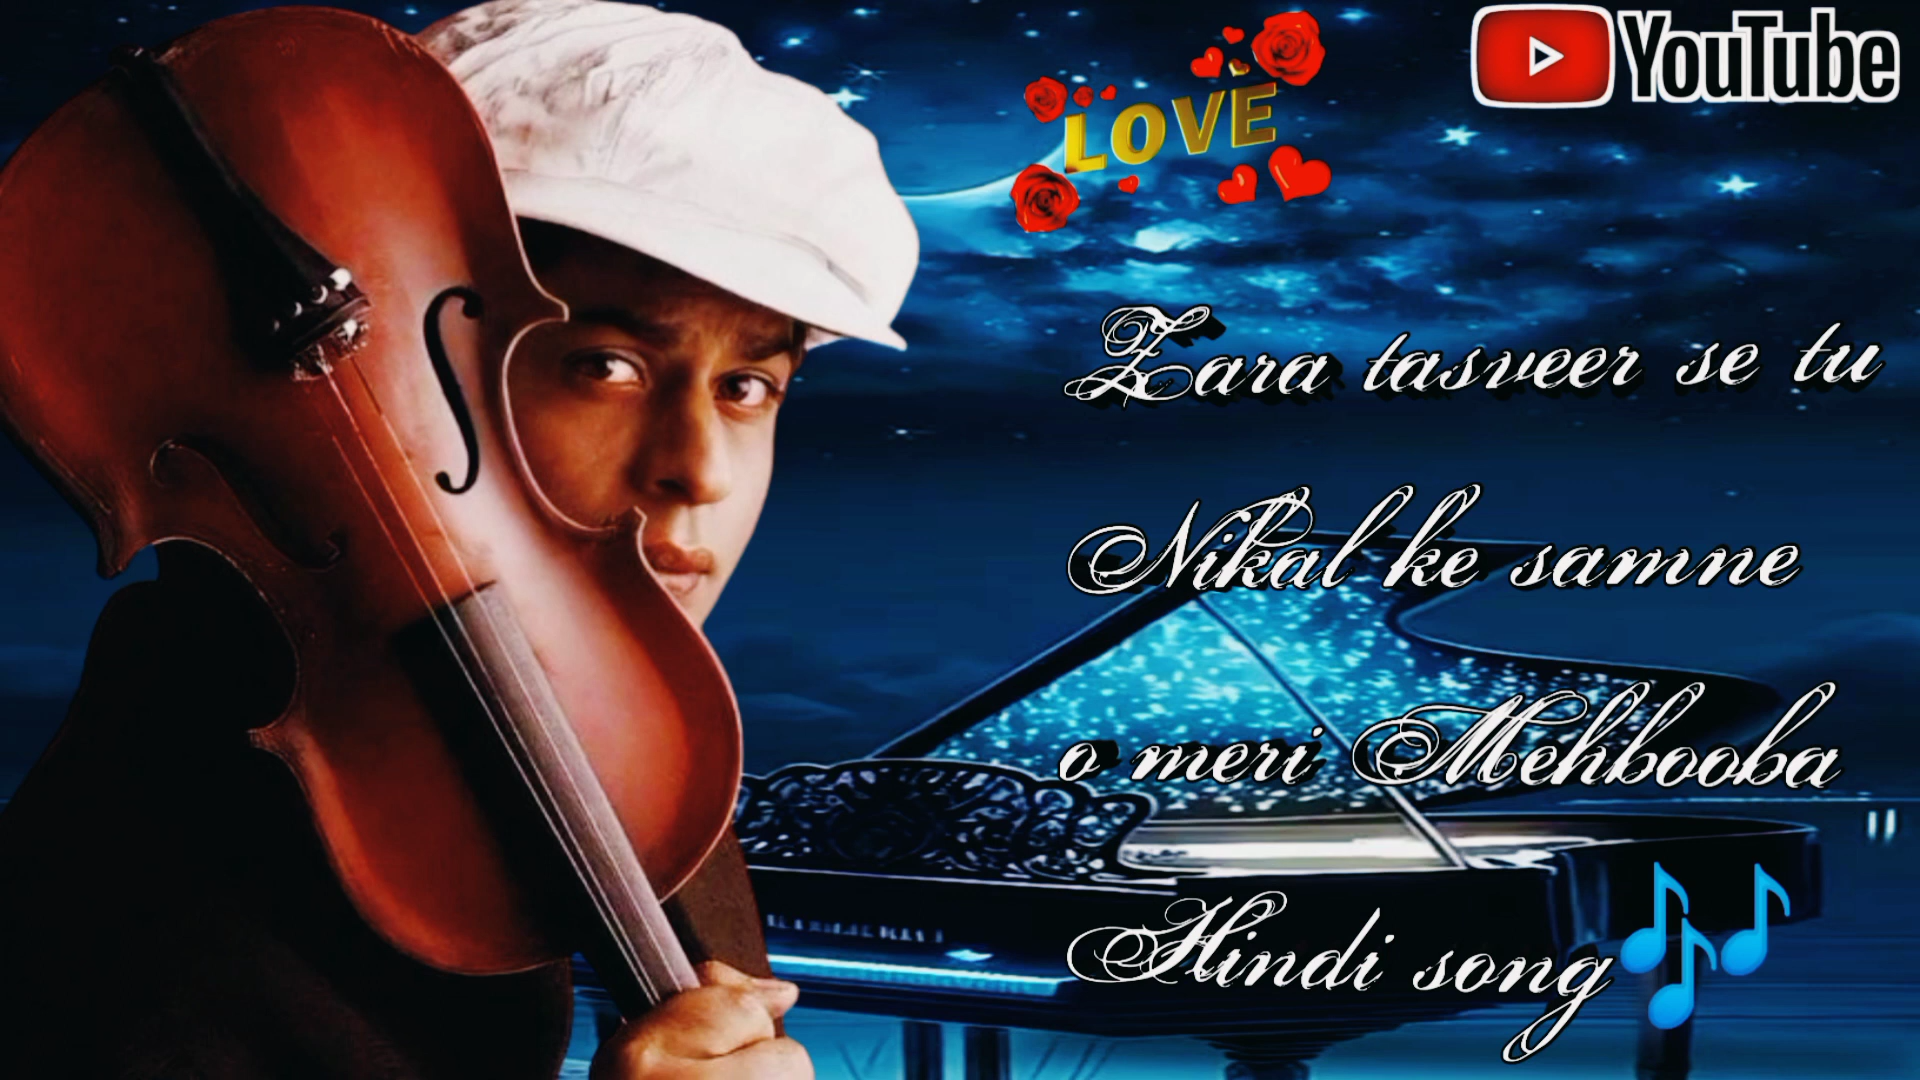 YouTube
LOVE
Zara tasveer se tu
Nikal ke samne
o meri Mehbooba
Hindi song